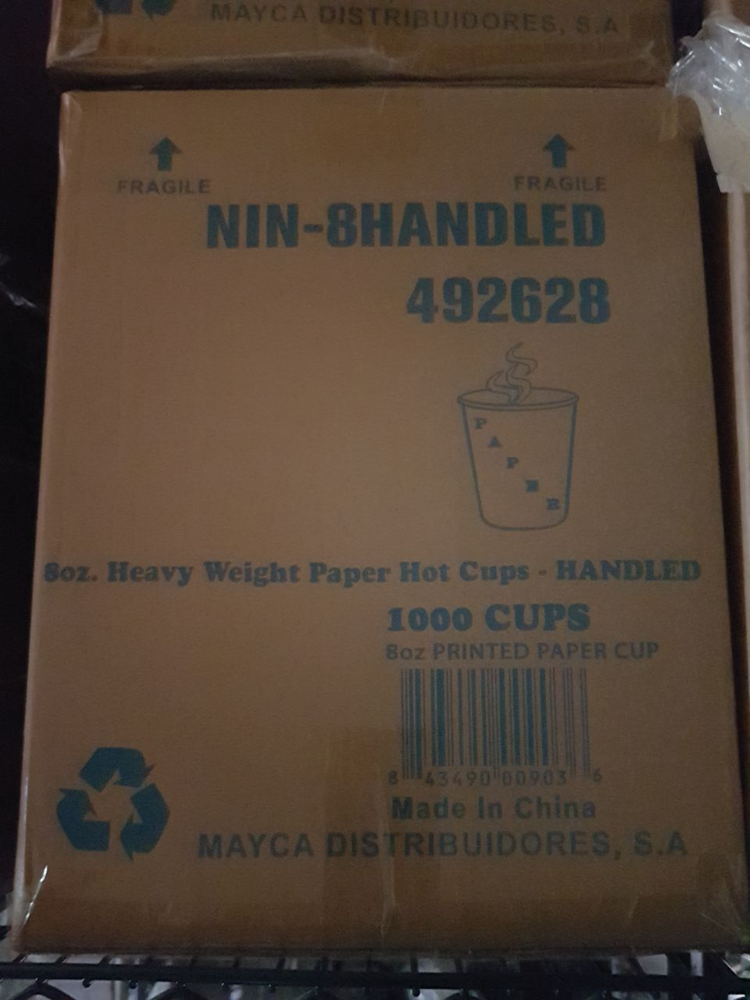 MAYCA DISTRIBUIDORES, S.A
FRAGILE
FRAGILE
NIN-8HANDLED
492628
P
A
P
E
R
8oz. Heavy Weight Paper Hot Cups - HANDLED
1000 CUPS
8oz PRINTED PAPER CUP
8 43490 00903 6
Made In China
MAYCA DISTRIBUIDORES, S.A